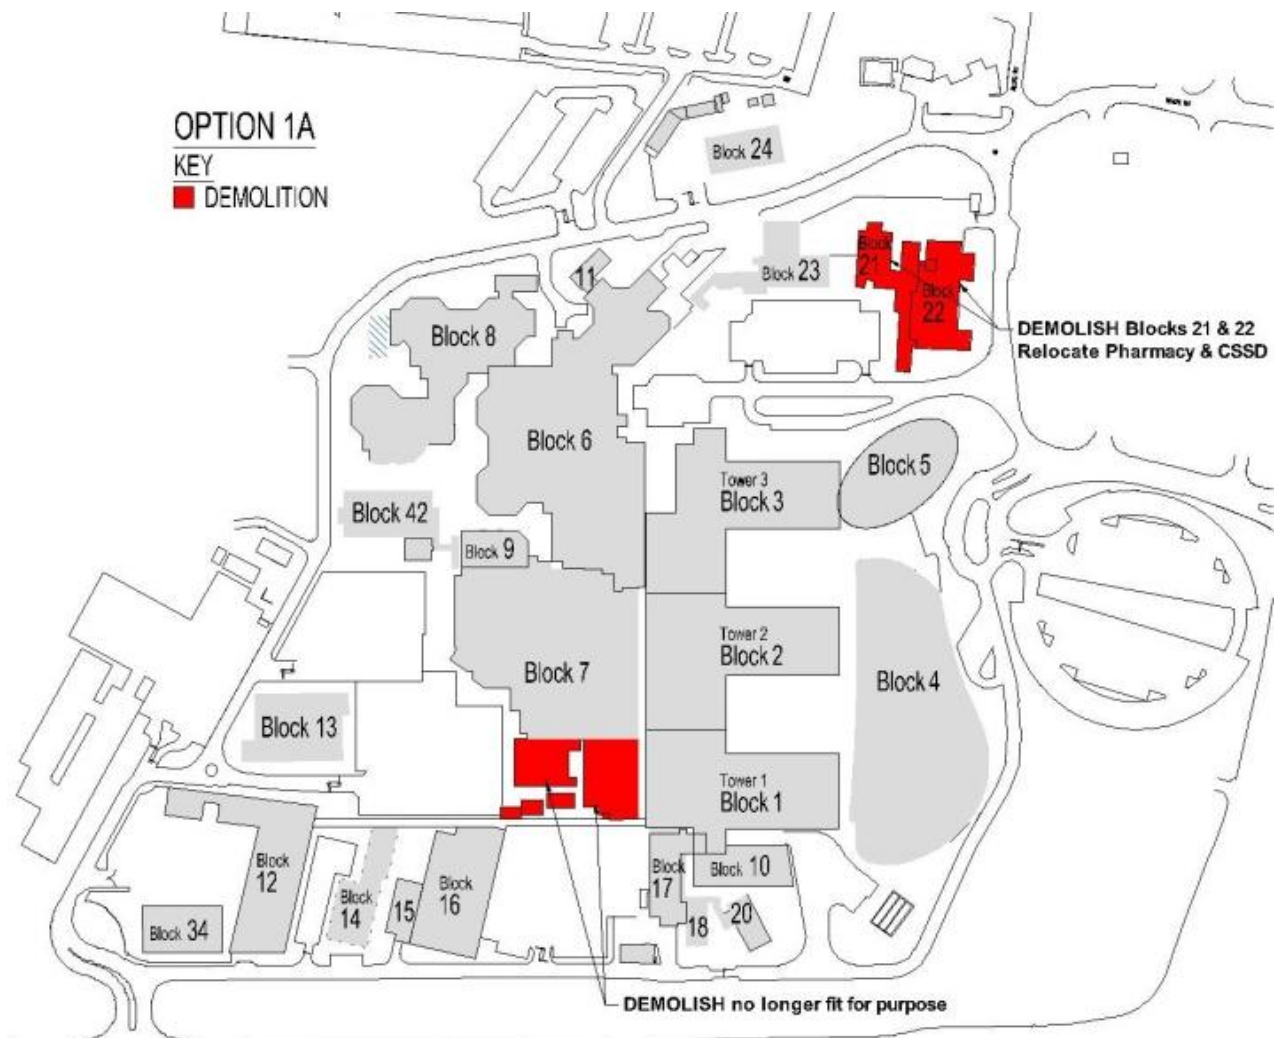 OPTION 1A
KEY
DEMOLITION
Block 24
Block 23
Block
21
Block
22
11
DEMOLISH Blocks 21 & 22
Relocate Pharmacy & CSSD
Block 8
Block 6
Block 5
Tower 3
Block 3
Block 42
Block 9
Tower 2
Block 2
Block 7
Block 4
Block 13
Tower 1
Block 1
Block
12
Block
14
15
Block
16
Block
17
Block 10
18
20
Block 34
DEMOLISH no longer fit for purpose